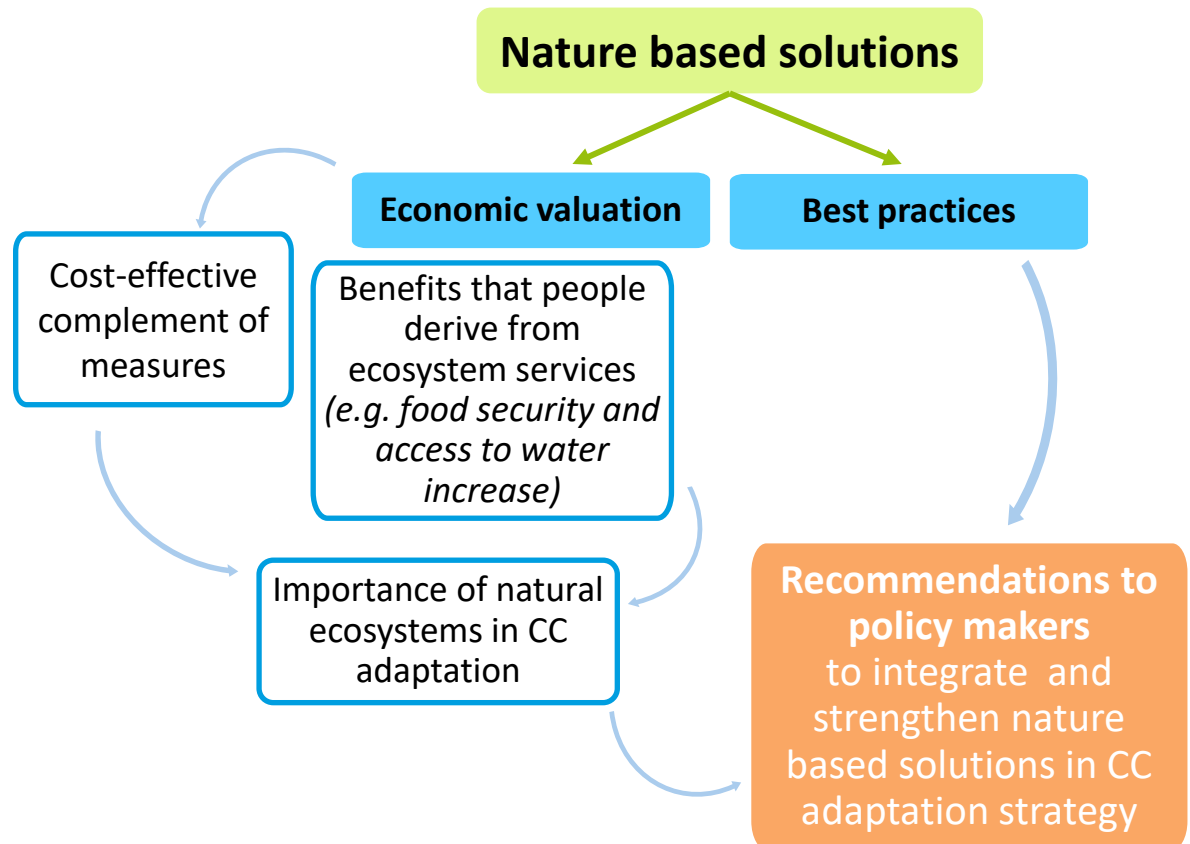 Nature based solutions
Economic valuation
Best practices
Cost-effective
complement of
measures
Benefits that people
derive from
ecosystem services
(e.g. food security and
access to water
increase)
Importance of natural
ecosystems in CC
adaptation
Recommendations to
policy makers
to integrate and
strengthen nature
based solutions in CC
adaptation strategy